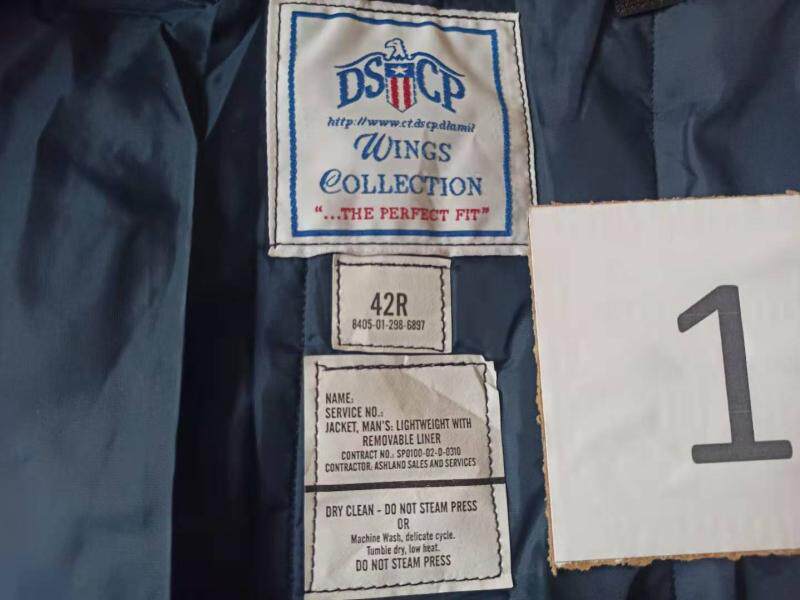 DSCP
http://www.ct.dscp.dla.mil
WINGS
COLLECTION
"...THE PERFECT FIT"
42R
8405-01-298-6897
NAME:
SERVICE NO.:
JACKET, MAN'S: LIGHTWEIGHT WITH
REMOVABLE LINER
CONTRACT NO.: SP0100-02-D-0310
CONTRACTOR: ASHLAND SALES AND SERVICES
DRY CLEAN - DO NOT STEAM PRESS
OR
Machine Wash, delicate cycle.
Tumble dry, low heat.
DO NOT STEAM PRESS
1